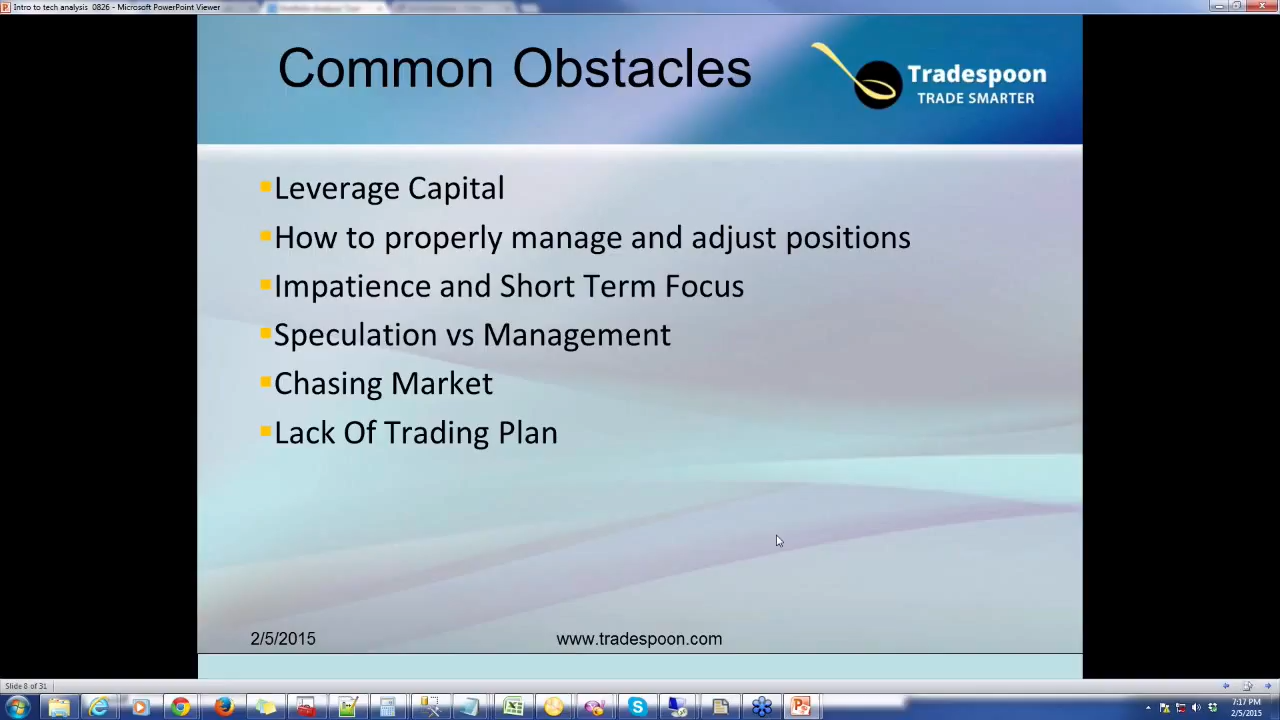 Intro to tech analysis 0826 - Microsoft PowerPoint Viewer
Common Obstacles
Tradespoon
TRADE SMARTER
Leverage Capital
How to properly manage and adjust positions
Impatience and Short Term Focus
Speculation vs Management
Chasing Market
Lack Of Trading Plan
2/5/2015
www.tradespoon.com
Slide 8 of 31
7:17 PM
2/5/2015